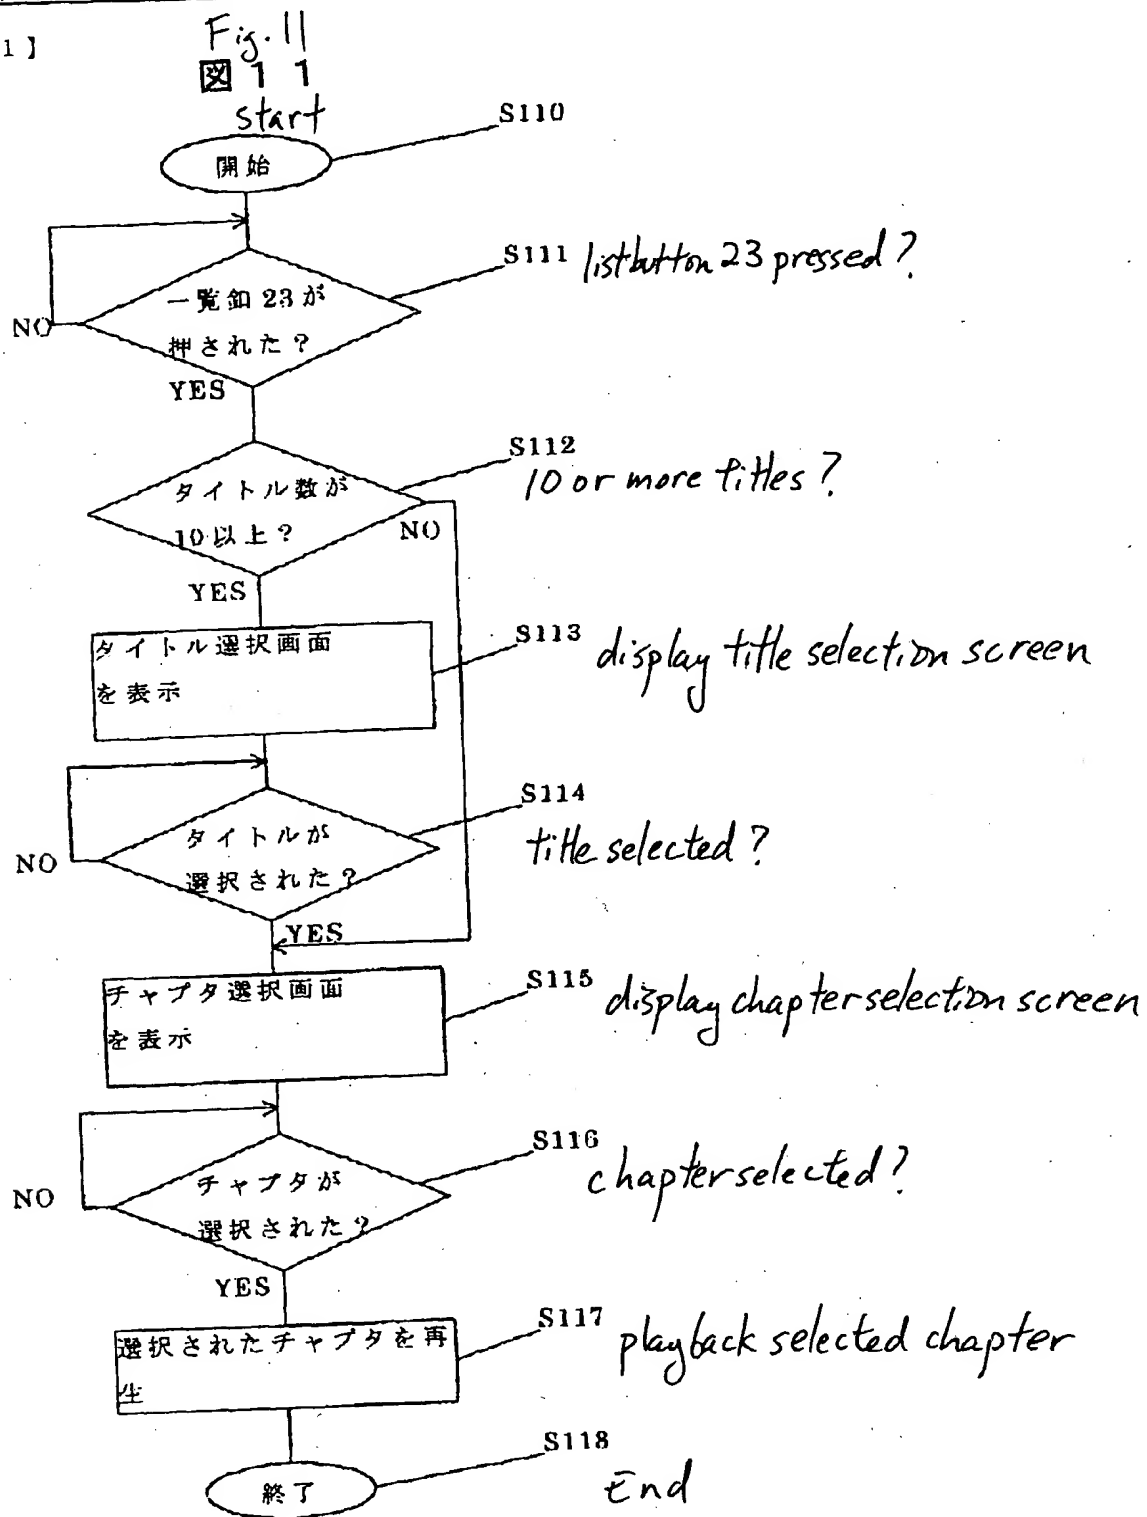 1】
Fig. 11
図11
start
S110
開始
S111 list button 23 pressed?
一覧釦23が
押された?
NO
YES
S112
10 or more titles?
タイトル数が
10以上?
NO
YES
S113 display title selection screen
タイトル選択画面
を表示
S114
title selected?
タイトルが
選択された?
NO
YES
S115 display chapter selection screen
チャプタ選択画面
を表示
S116
chapter selected?
チャプタが
選択された?
NO
YES
S117 playback selected chapter
選択されたチャプタを再
生
S118
End
終了